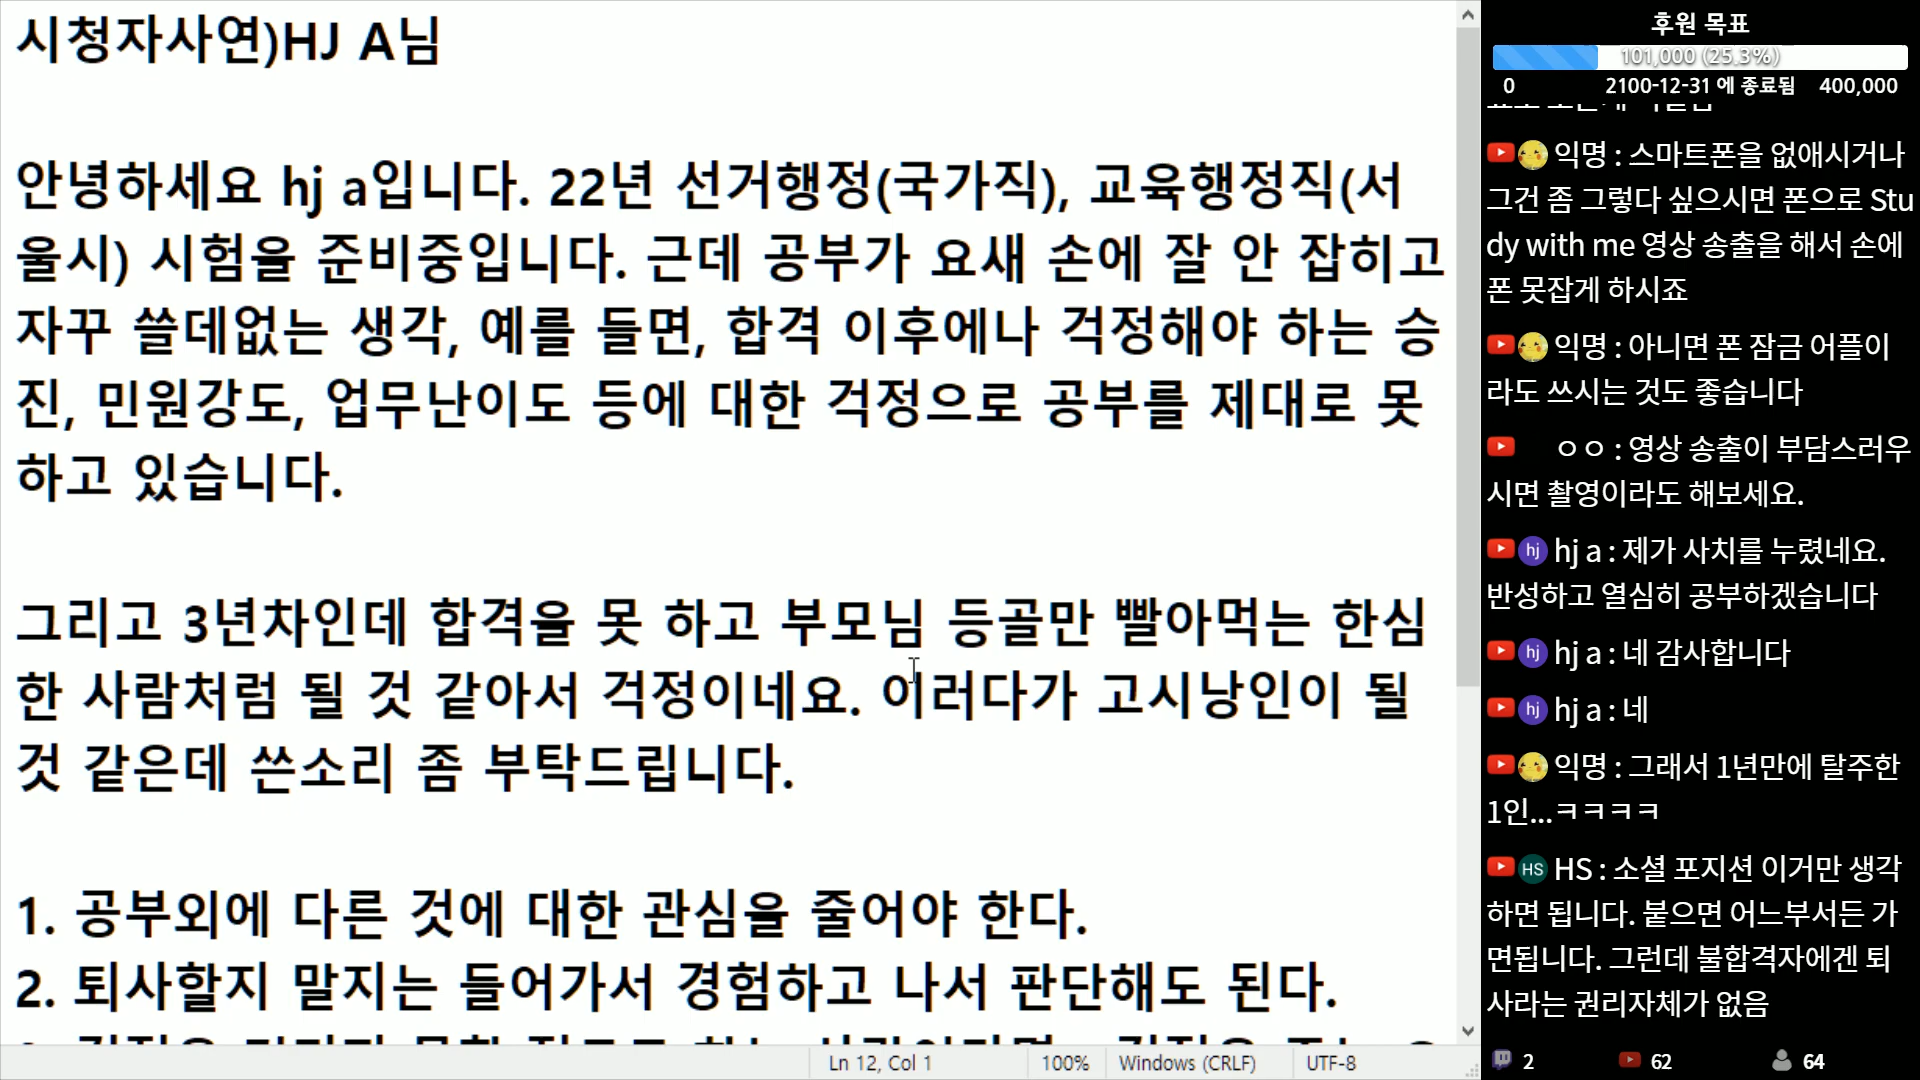 시청자사연)HJ A님
안녕하세요 hj a입니다. 22년 선거행정(국가직), 교육행정직(서
울시) 시험을 준비중입니다. 근데 공부가 요새 손에 잘 안 잡히고
자꾸 쓸데없는 생각, 예를 들면, 합격 이후에나 걱정해야 하는 승
진, 민원강도, 업무난이도 등에 대한 걱정으로 공부를 제대로 못
하고 있습니다.
그리고 3년차인데 합격을 못 하고 부모님 등골만 빨아먹는 한심
한 사람처럼 될 것 같아서 걱정이네요. 이러다가 고시낭인이 될
것 같은데 쓴소리 좀 부탁드립니다.
1. 공부외에 다른 것에 대한 관심을 줄어야 한다.
2. 퇴사할지 말지는 들어가서 경험하고 나서 판단해도 된다.
Ln 12, Col 1
100%
Windows (CRLF)
UTF-8
후원 목표
101,000 (25.3%)
0 2100-12-31 에 종료됨 400,000
익명 : 스마트폰을 없애시거나
그건 좀 그렇다 싶으시면 폰으로 Stu
dy with me 영상 송출을 해서 손에
폰 못잡게 하시죠
익명 : 아니면 폰 잠금 어플이
라도 쓰시는 것도 좋습니다
ㅇㅇ : 영상 송출이 부담스러우
시면 촬영이라도 해보세요.
hj hj a : 제가 사치를 누렸네요.
반성하고 열심히 공부하겠습니다
hj hj a : 네 감사합니다
hj hj a : 네
익명 : 그래서 1년만에 탈주한
1인...ㅋㅋㅋㅋ
HS HS : 소셜 포지션 이거만 생각
하면 됩니다. 붙으면 어느부서든 가
면됩니다. 그런데 불합격자에겐 퇴
사라는 권리자체가 없음
2 62 64